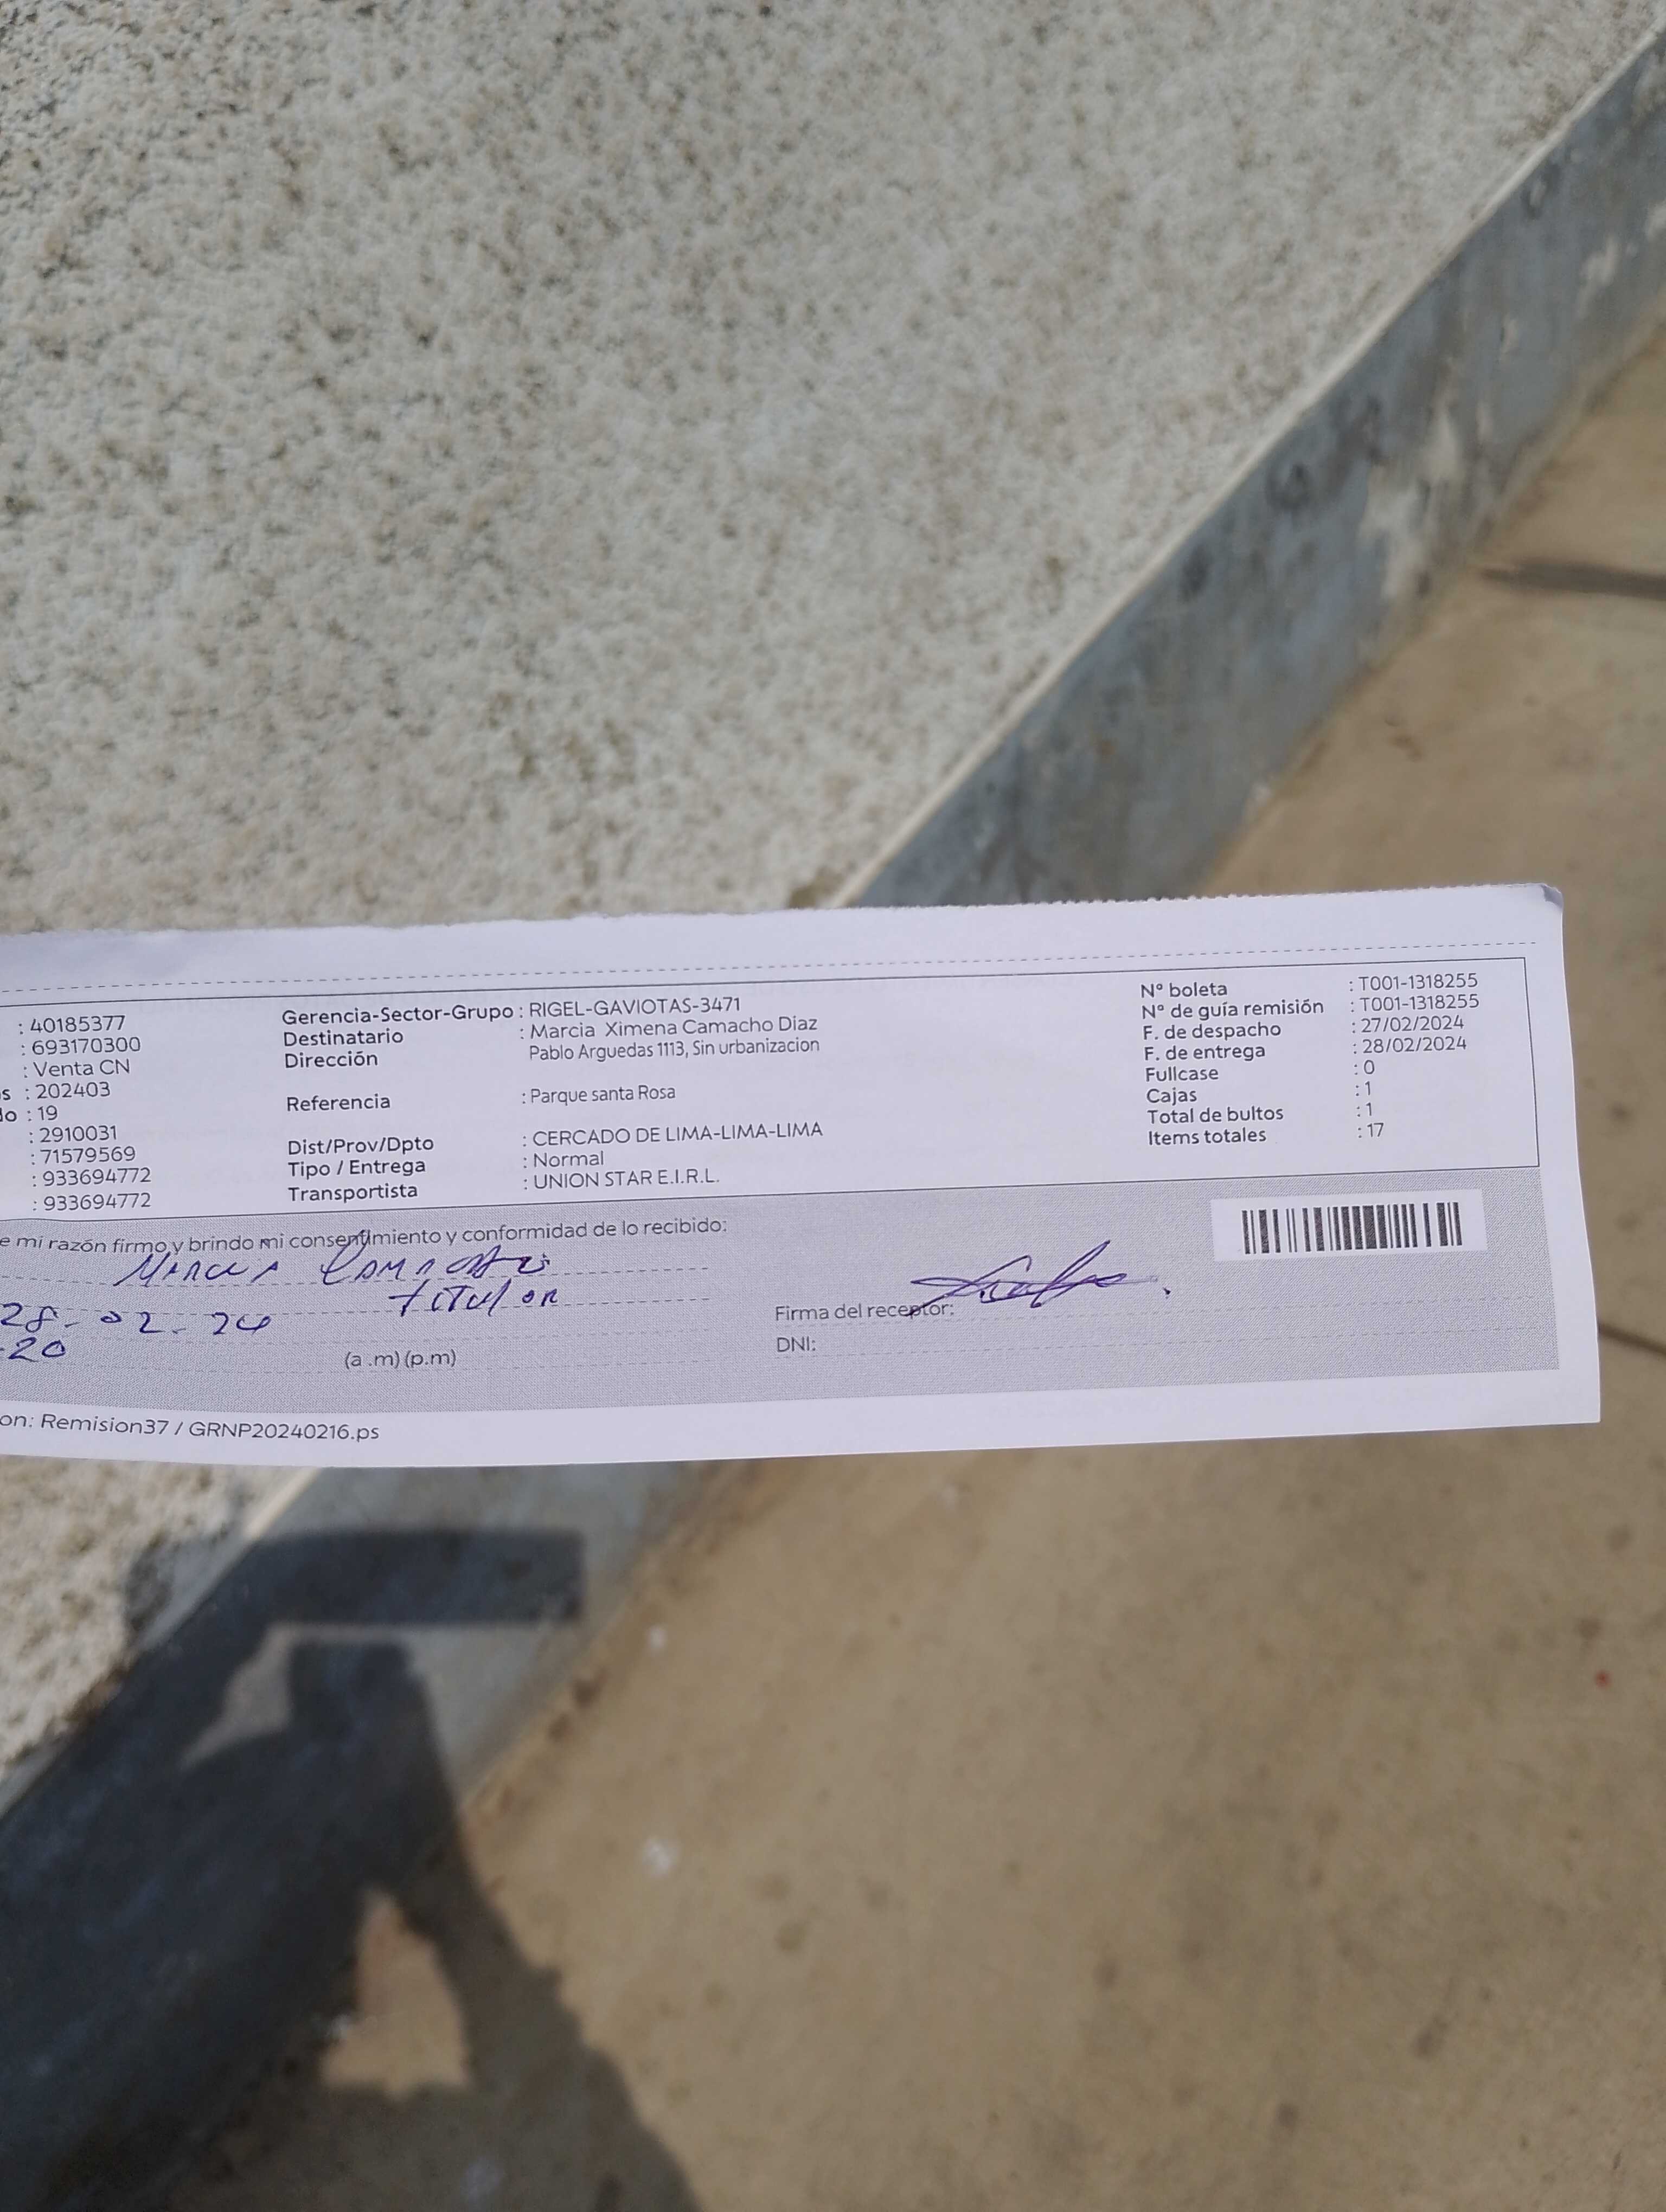 : 40185377
: 693170300
: Venta CN
s : 202403
do : 19
: 2910031
: 71579569
: 933694772
: 933694772
Gerencia-Sector-Grupo : RIGEL-GAVIOTAS-3471
Destinatario : Marcia Ximena Camacho Diaz
Dirección Pablo Arguedas 1113, Sin urbanizacion
Referencia : Parque santa Rosa
Dist/Prov/Dpto : CERCADO DE LIMA-LIMA-LIMA
Tipo / Entrega : Normal
Transportista : UNION STAR E.I.R.L.
Nº boleta : T001-1318255
Nº de guía remisión : T001-1318255
F. de despacho : 27/02/2024
F. de entrega : 28/02/2024
Fullcase : 0
Cajas : 1
Total de bultos : 1
Items totales : 17
e mi razón firmo y brindo mi consentimiento y conformidad de lo recibido:
titular
28-02-24
20
(a .m) (p.m)
Firma del receptor:
DNI:
on: Remision37 / GRNP20240216.ps